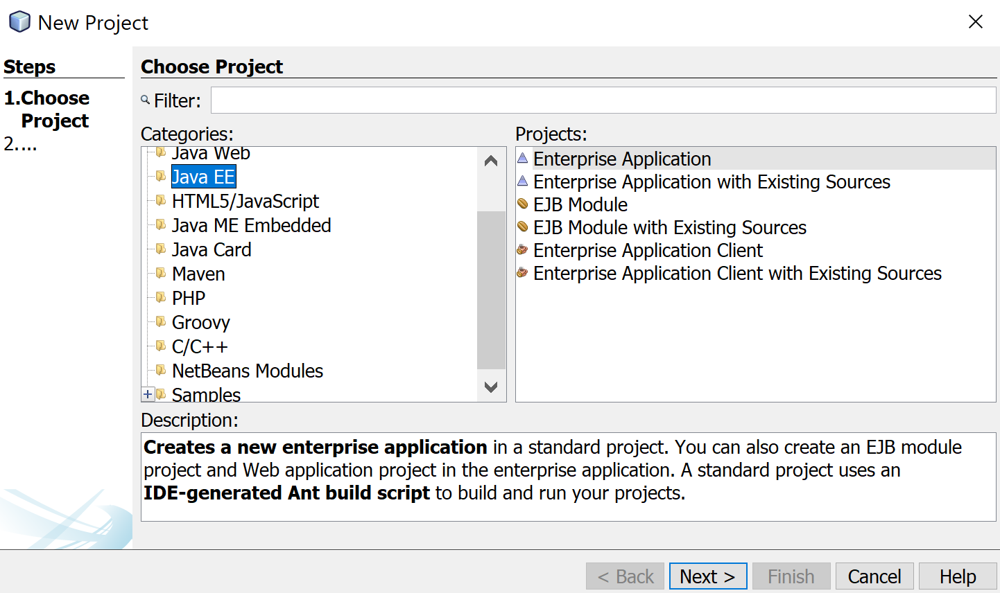 New Project
Steps
1.Choose
Project
2....
Choose Project
Filter:
Categories:
Java Web
Java EE
HTML5/JavaScript
Java ME Embedded
Java Card
Maven
PHP
Groovy
C/C++
NetBeans Modules
Samples
Projects:
Enterprise Application
Enterprise Application with Existing Sources
EJB Module
EJB Module with Existing Sources
Enterprise Application Client
Enterprise Application Client with Existing Sources
Description:
Creates a new enterprise application in a standard project. You can also create an EJB module
project and Web application project in the enterprise application. A standard project uses an
IDE-generated Ant build script to build and run your projects.
< Back
Next >
Finish
Cancel
Help